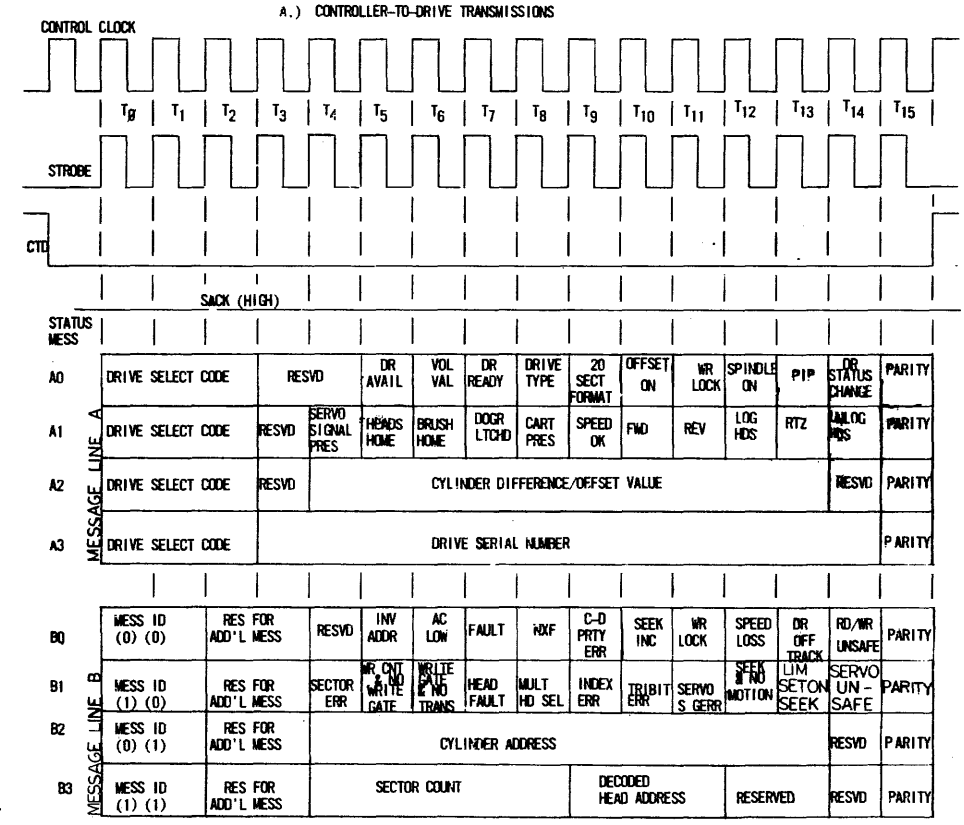 A.) CONTROLLER-TO-DRIVE TRANSMISSIONS
CONTROL CLOCK
TØ T1 T2 T3 T4 T5 T6 T7 T8 T9 T10 T11 T12 T13 T14 T15
STROBE
CTD
SACK (HIGH)
STATUS
MESS
MESSAGE LINE A
A0 DRIVE SELECT CODE RESVD DR AVAIL VOL VAL DR READY DRIVE TYPE 20 SECT FORMAT OFFSET ON WR LOCK SPINDLE ON PIP DR STATUS CHANGE PARITY
A1 DRIVE SELECT CODE RESVD SERVO SIGNAL PRES HEADS HOME BRUSH HOME DOGR LTCHD CART PRES SPEED OK FWD REV LOG HDS RTZ UNLOG HDS PARITY
A2 DRIVE SELECT CODE RESVD CYLINDER DIFFERENCE/OFFSET VALUE RESVD PARITY
A3 DRIVE SELECT CODE DRIVE SERIAL NUMBER PARITY
MESSAGE LINE B
B0 MESS ID (0) (0) RES FOR ADD'L MESS RESVD INV ADDR AC LOW FAULT NXF C-D PRTY ERR SEEK INC WR LOCK SPEED LOSS DR OFF TRACK RD/WR UNSAFE PARITY
B1 MESS ID (1) (0) RES FOR ADD'L MESS SECTOR ERR WR CNT & NO WRITE GATE WRITE GATE & NO TRANS HEAD FAULT MULT HD SEL INDEX ERR TRIBIT ERR SERVO S GERR SEEK & NO MOTION LIM SETON SEEK SERVO UN- SAFE PARITY
B2 MESS ID (0) (1) RES FOR ADD'L MESS CYLINDER ADDRESS RESVD PARITY
B3 MESS ID (1) (1) RES FOR ADD'L MESS SECTOR COUNT DECODED HEAD ADDRESS RESERVED RESVD PARITY